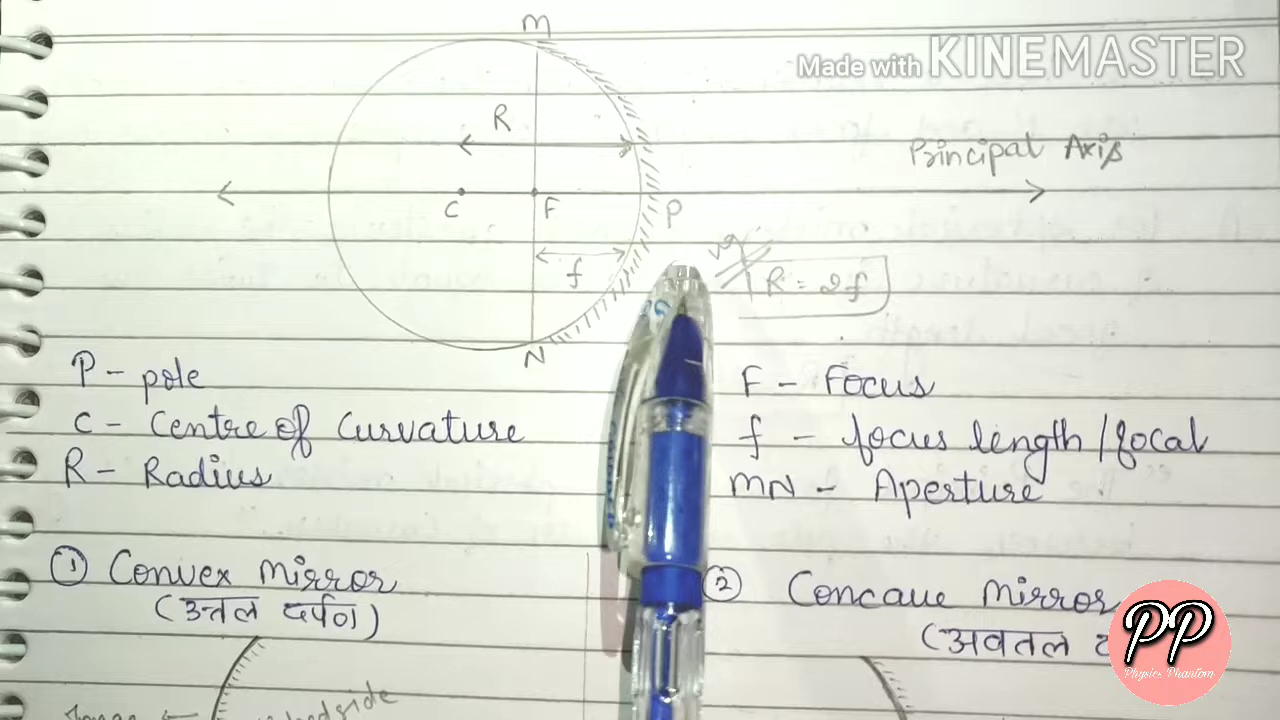 M
Made with KINEMASTER
R
Principal Axis
C
F
P
f
R = 2f
N
P - pole
F - Focus
C - Centre of Curvature
f - focus length/focal
R - Radius
MN - Aperture
① Convex Mirror
(उत्तल दर्पण)
② Concave Mirror
(अवतल द
PP
Physics Phantom